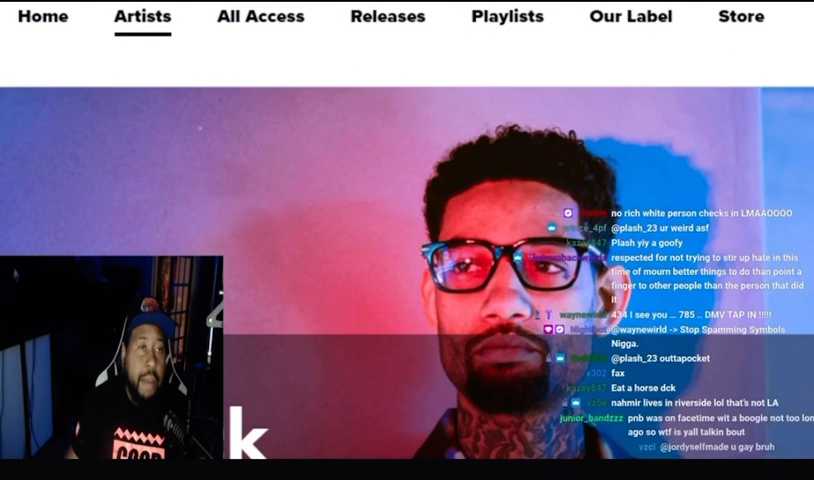 Home Artists All Access Releases Playlists Our Label Store
no rich white person checks in LMAAOOOO
@plash_23 ur weird asf
kazey847 Plash yiy a goofy
respected for not trying to stir up hate in this
time of mourn better things to do than point a
finger to other people than the person that did
it
waynewirld 434 I see you ... 785 .. DMV TAP IN !!!!!
Nightbot @waynewirld -> Stop Spamming Symbols
Nigga.
@plash_23 outtapocket
x302 fax
kazey847 Eat a horse dck
nahmir lives in riverside lol that's not LA
junior_bandzzz pnb was on facetime wit a boogie not too lon
ago so wtf is yall talkin bout
vzci @jordyselfmade u gay bruh
k
GOOD